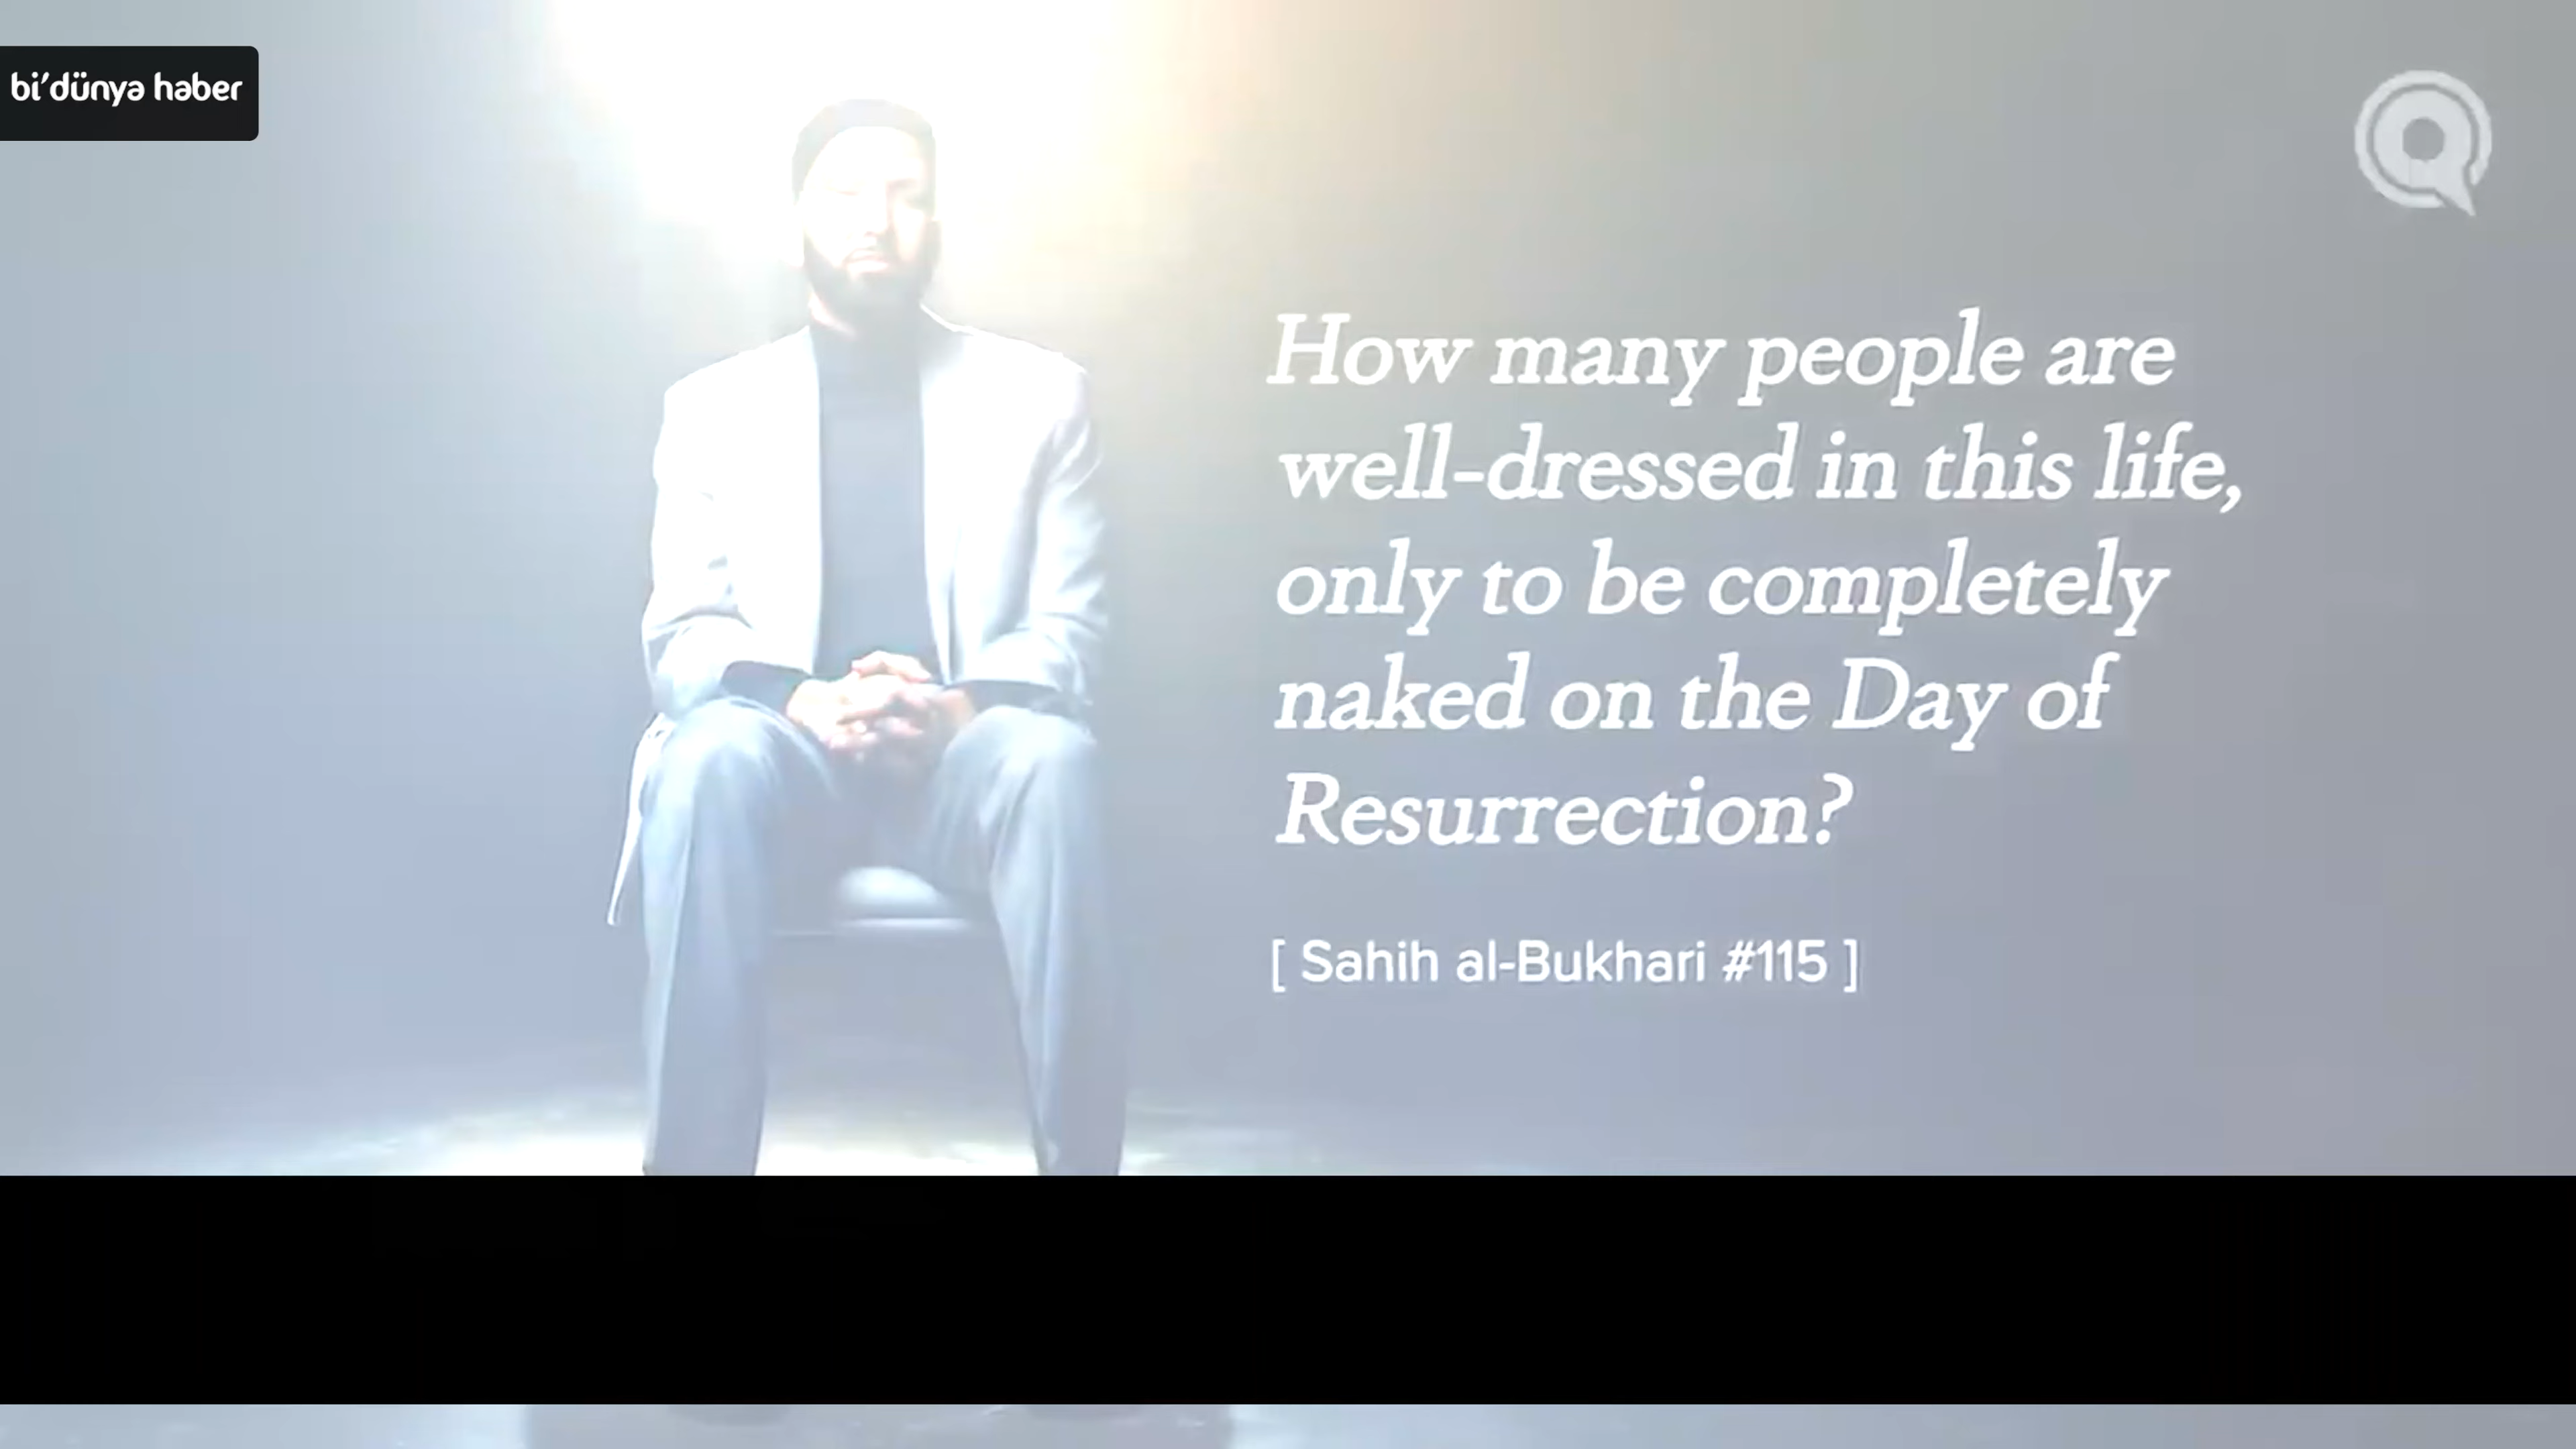 bi'dünya haber
How many people are
well-dressed in this life,
only to be completely
naked on the Day of
Resurrection?
[ Sahih al-Bukhari #115 ]